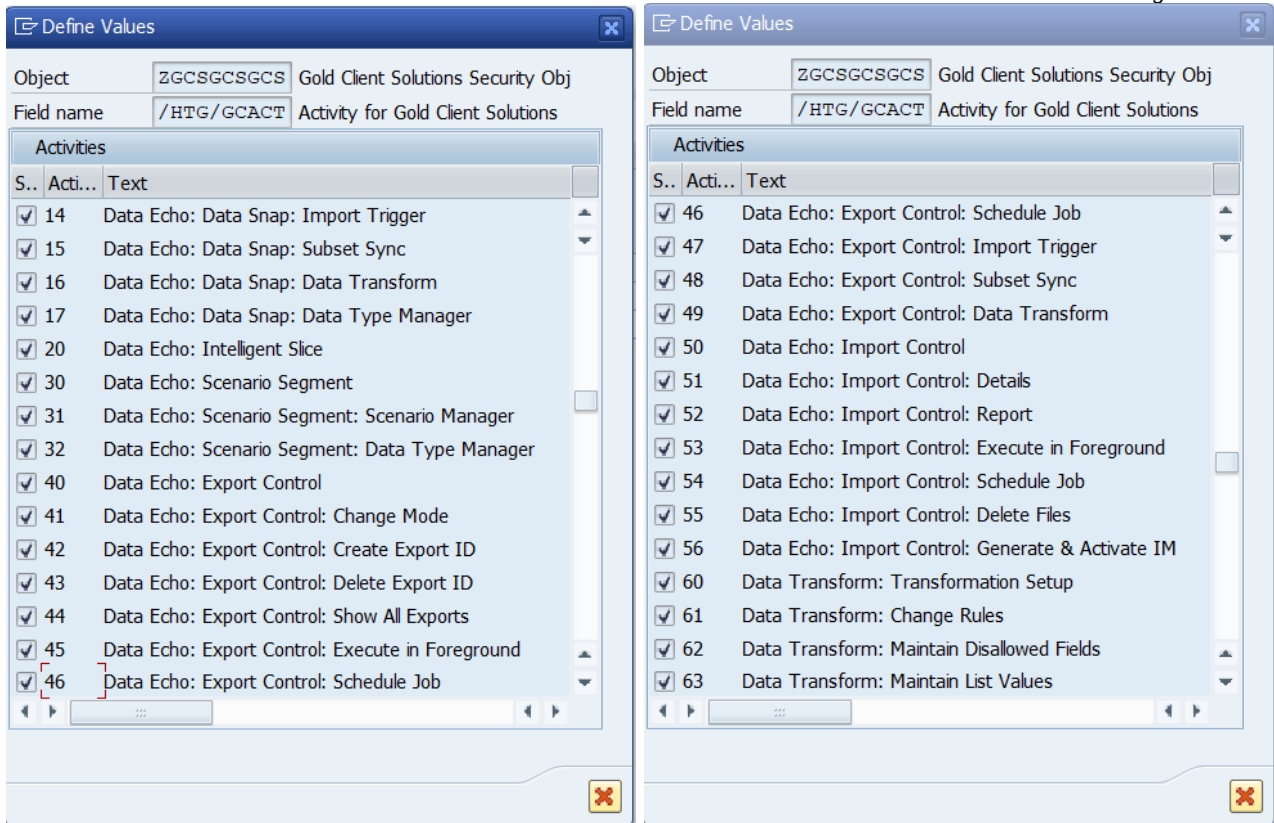 Define Values
Object ZGCSGCSGCS Gold Client Solutions Security Obj
Field name /HTG/GCACT Activity for Gold Client Solutions
Activities
S.. Acti... Text
14 Data Echo: Data Snap: Import Trigger
15 Data Echo: Data Snap: Subset Sync
16 Data Echo: Data Snap: Data Transform
17 Data Echo: Data Snap: Data Type Manager
20 Data Echo: Intelligent Slice
30 Data Echo: Scenario Segment
31 Data Echo: Scenario Segment: Scenario Manager
32 Data Echo: Scenario Segment: Data Type Manager
40 Data Echo: Export Control
41 Data Echo: Export Control: Change Mode
42 Data Echo: Export Control: Create Export ID
43 Data Echo: Export Control: Delete Export ID
44 Data Echo: Export Control: Show All Exports
45 Data Echo: Export Control: Execute in Foreground
46 Data Echo: Export Control: Schedule Job
Define Values
Object ZGCSGCSGCS Gold Client Solutions Security Obj
Field name /HTG/GCACT Activity for Gold Client Solutions
Activities
S.. Acti... Text
46 Data Echo: Export Control: Schedule Job
47 Data Echo: Export Control: Import Trigger
48 Data Echo: Export Control: Subset Sync
49 Data Echo: Export Control: Data Transform
50 Data Echo: Import Control
51 Data Echo: Import Control: Details
52 Data Echo: Import Control: Report
53 Data Echo: Import Control: Execute in Foreground
54 Data Echo: Import Control: Schedule Job
55 Data Echo: Import Control: Delete Files
56 Data Echo: Import Control: Generate & Activate IM
60 Data Transform: Transformation Setup
61 Data Transform: Change Rules
62 Data Transform: Maintain Disallowed Fields
63 Data Transform: Maintain List Values